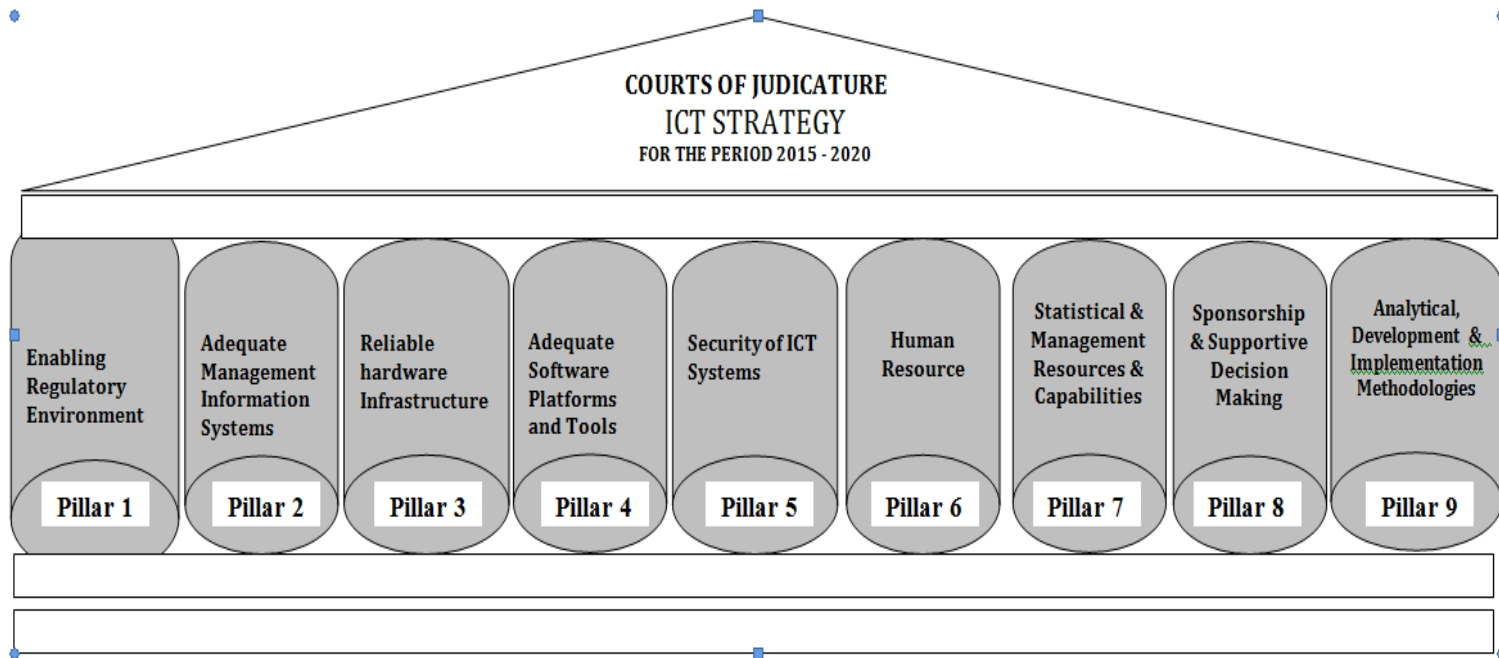 COURTS OF JUDICATURE
ICT STRATEGY
FOR THE PERIOD 2015 - 2020
Enabling
Regulatory
Environment
Pillar 1
Adequate
Management
Information
Systems
Pillar 2
Reliable
hardware
Infrastructure
Pillar 3
Adequate
Software
Platforms
and Tools
Pillar 4
Security of ICT
Systems
Pillar 5
Human
Resource
Pillar 6
Statistical &
Management
Resources &
Capabilities
Pillar 7
Sponsorship
& Supportive
Decision
Making
Pillar 8
Analytical,
Development &
Implementation
Methodologies
Pillar 9